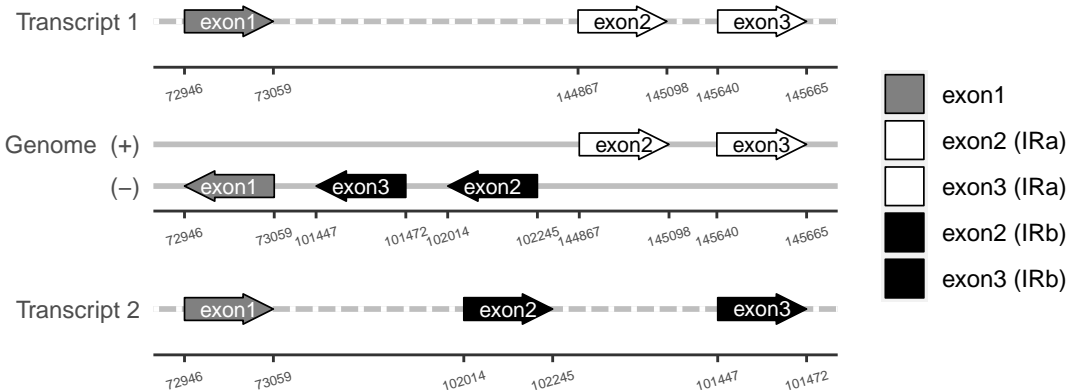 Transcript 1 exon1 exon2 exon3
72946 73059 144867 145098 145640 145665
Genome (+) exon2 exon3
(–) exon1 exon3 exon2
72946 73059 101447 101472 102014 102245 144867 145098 145640 145665
Transcript 2 exon1 exon2 exon3
72946 73059 102014 102245 101447 101472
exon1
exon2 (IRa)
exon3 (IRa)
exon2 (IRb)
exon3 (IRb)